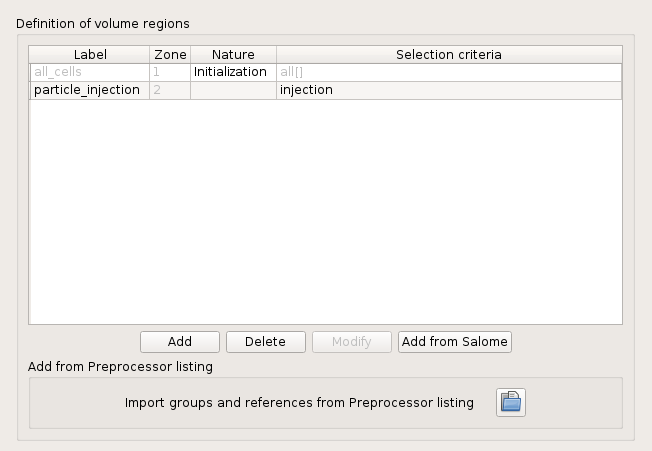 Definition of volume regions
Label Zone Nature Selection criteria
all_cells 1 Initialization all[]
particle_injection 2 injection
Add Delete Modify Add from Salome
Add from Preprocessor listing
Import groups and references from Preprocessor listing